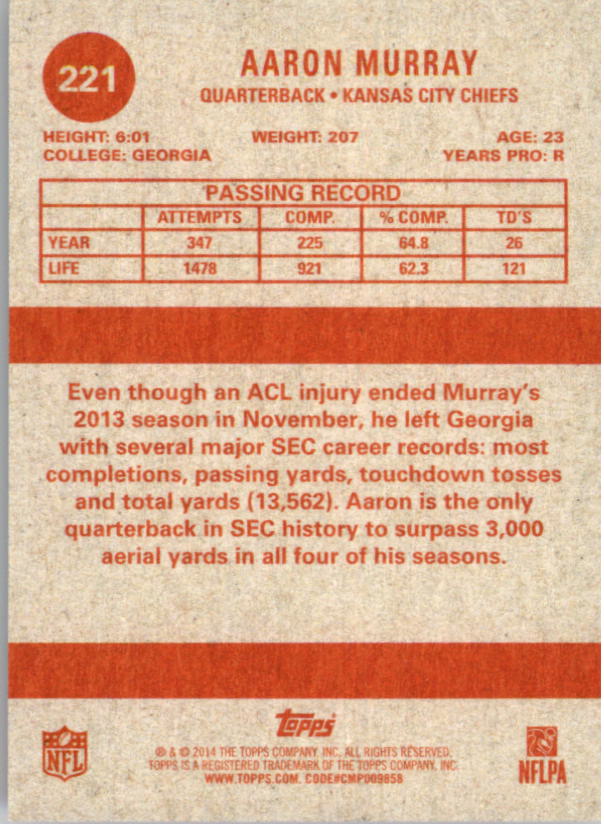 221
AARON MURRAY
QUARTERBACK • KANSAS CITY CHIEFS
HEIGHT: 6:01 WEIGHT: 207 AGE: 23
COLLEGE: GEORGIA YEARS PRO: R
PASSING RECORD
ATTEMPTS COMP. % COMP. TD'S
YEAR 347 225 64.8 26
LIFE 1478 921 62.3 121
Even though an ACL injury ended Murray's
2013 season in November, he left Georgia
with several major SEC career records: most
completions, passing yards, touchdown tosses
and total yards (13,562). Aaron is the only
quarterback in SEC history to surpass 3,000
aerial yards in all four of his seasons.
Topps
® & © 2014 THE TOPPS COMPANY, INC. ALL RIGHTS RESERVED.
TOPPS IS A REGISTERED TRADEMARK OF THE TOPPS COMPANY, INC.
WWW.TOPPS.COM. CODE#CMP009858
NFL
NFLPA